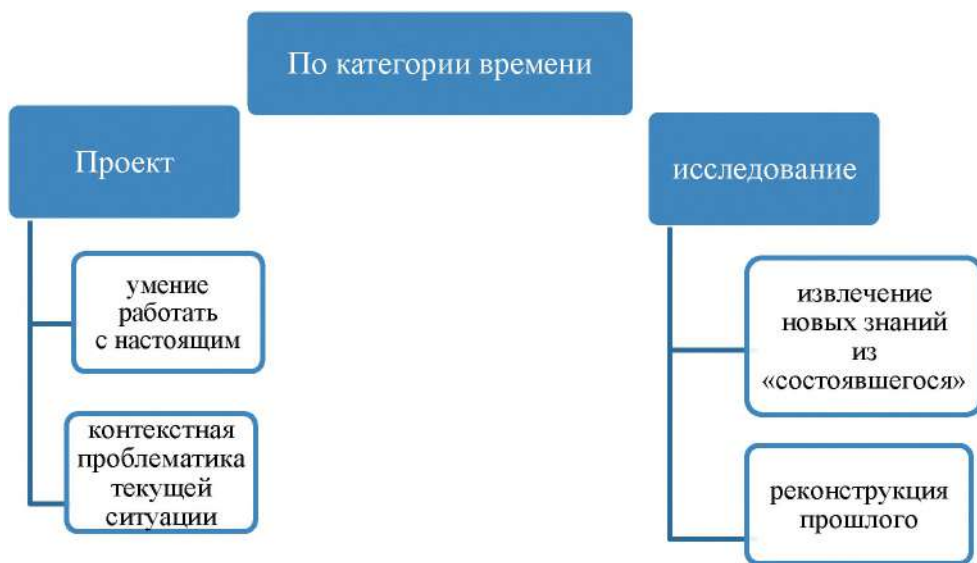 По категории времени
Проект
умение
работать
с настоящим
контекстная
проблематика
текущей
ситуации
исследование
извлечение
новых знаний
из
«состоявшегося»
реконструкция
прошлого